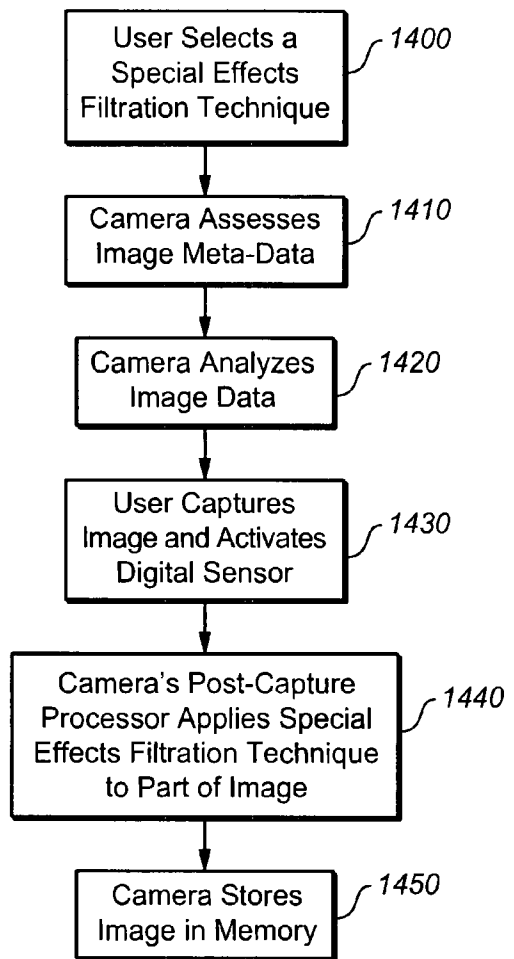 User Selects a
Special Effects
Filtration Technique
1400
Camera Assesses
Image Meta-Data
1410
Camera Analyzes
Image Data
1420
User Captures
Image and Activates
Digital Sensor
1430
Camera's Post-Capture
Processor Applies Special
Effects Filtration Technique
to Part of Image
1440
Camera Stores
Image in Memory
1450